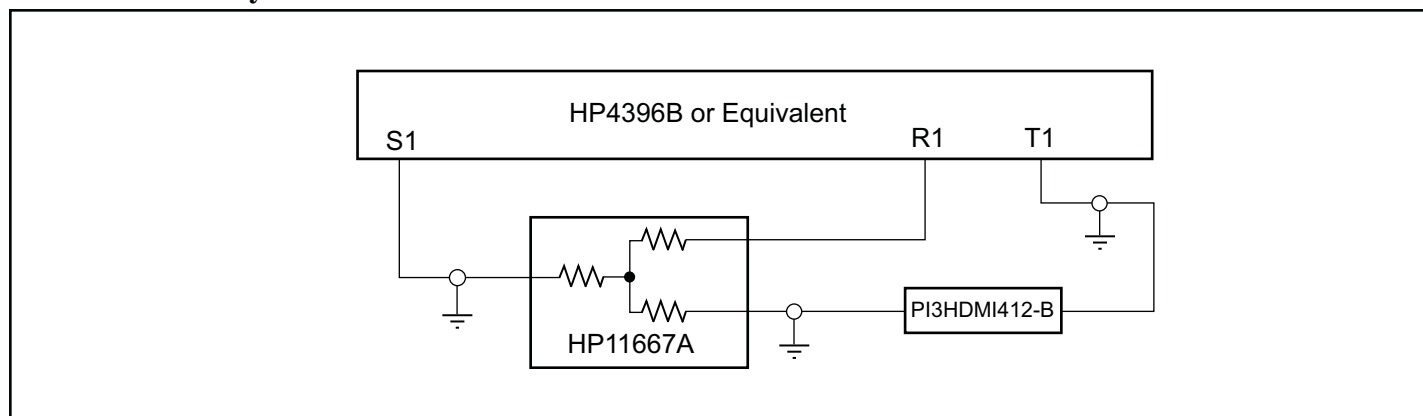 HP4396B or Equivalent
S1
R1
T1
PI3HDMI412-B
HP11667A